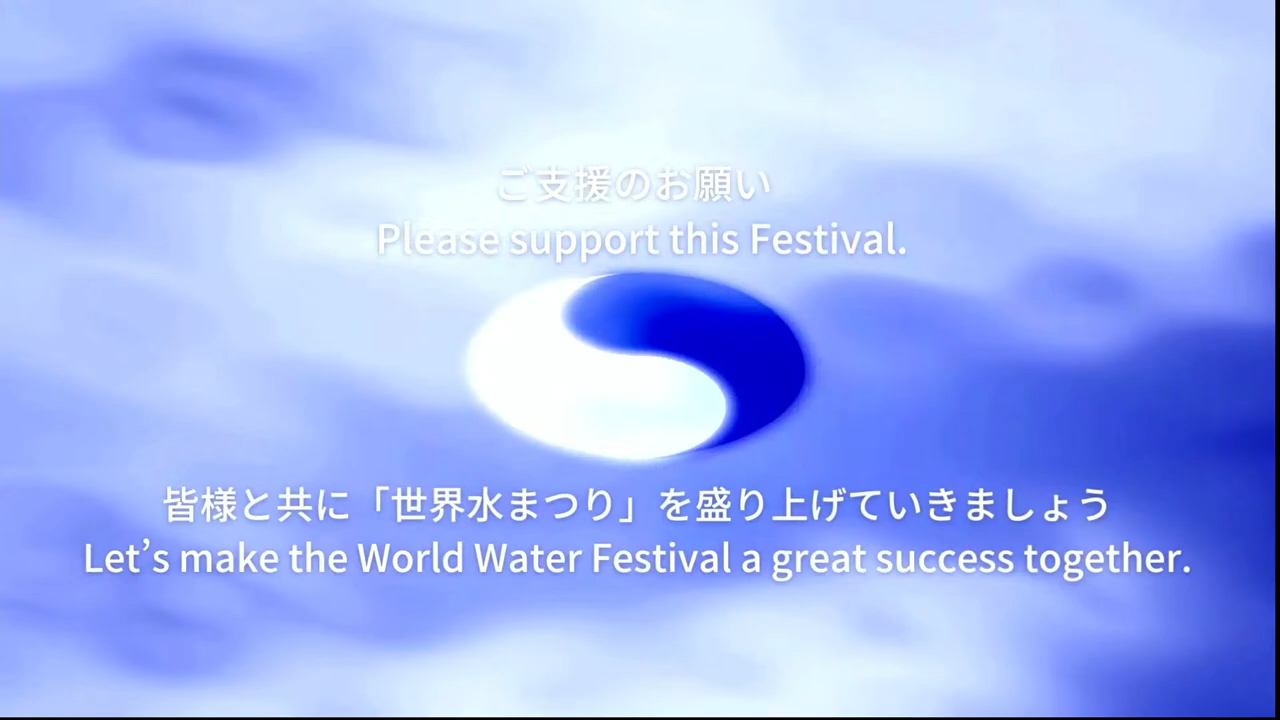 ご支援のお願い
Please support this Festival.
皆様と共に「世界水まつり」を盛り上げていきましょう
Let’s make the World Water Festival a great success together.